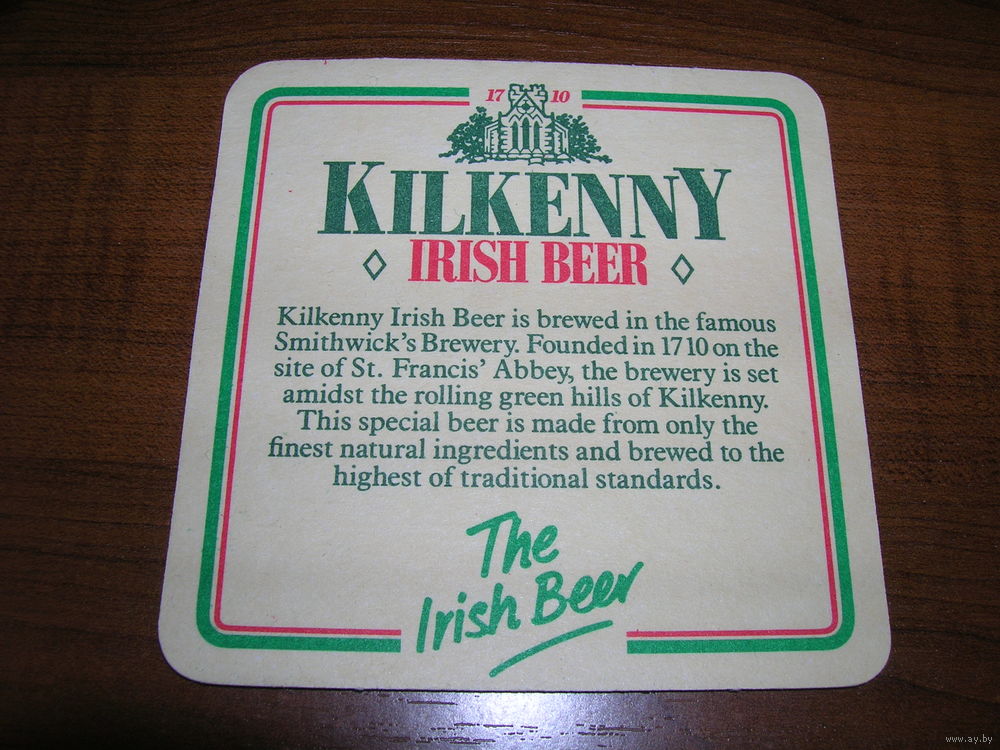 17 10
KILKENNY
IRISH BEER
Kilkenny Irish Beer is brewed in the famous
Smithwick's Brewery. Founded in 1710 on the
site of St. Francis' Abbey, the brewery is set
amidst the rolling green hills of Kilkenny.
This special beer is made from only the
finest natural ingredients and brewed to the
highest of traditional standards.
The
Irish Beer
www.ay.by